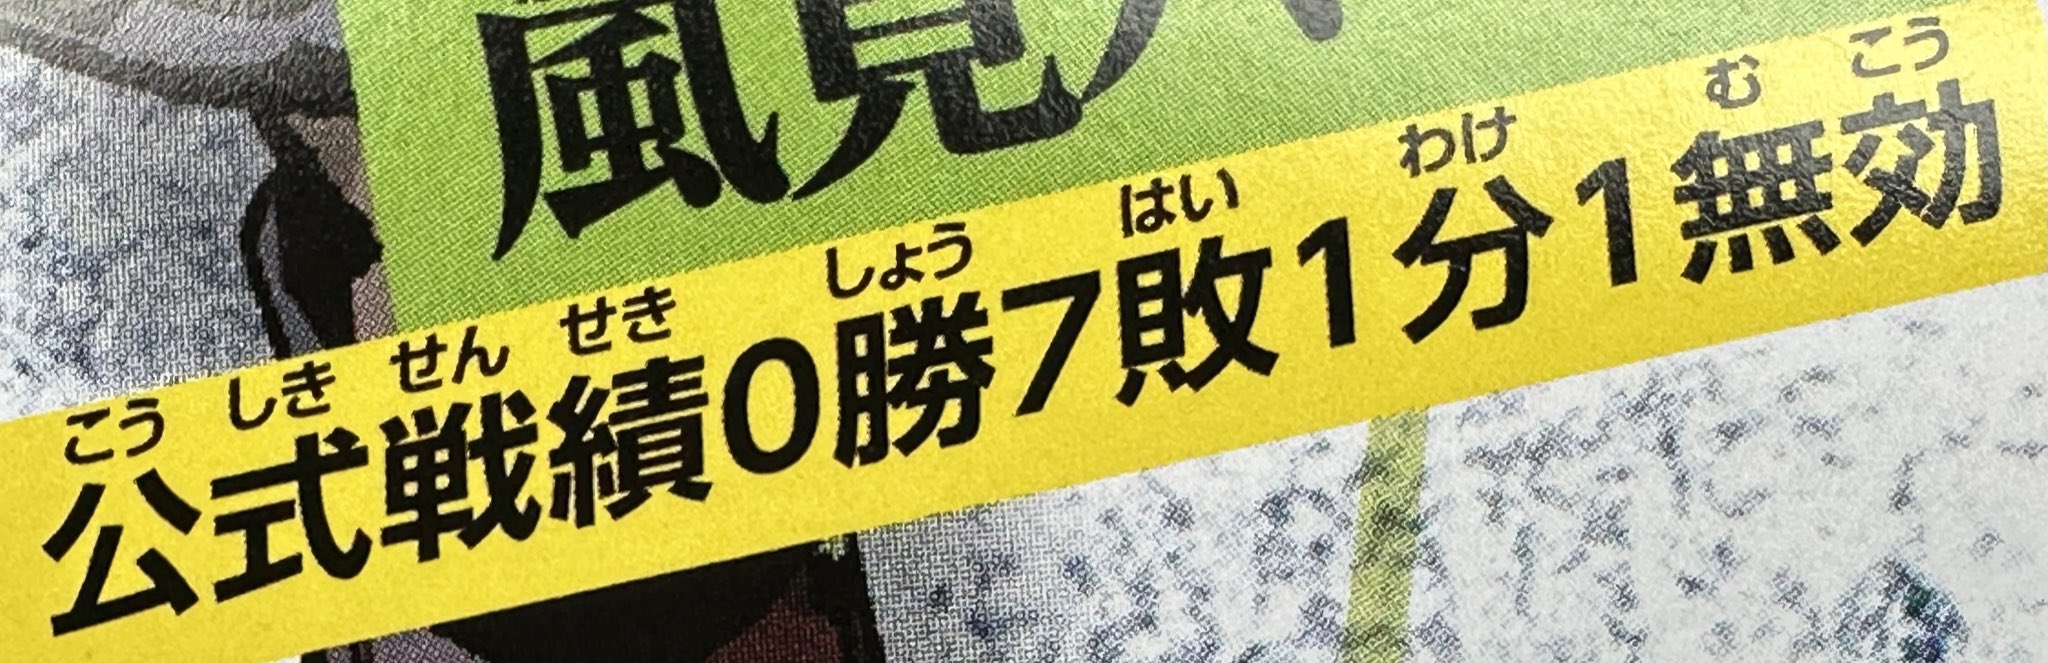 風見
公式戦績0勝7敗1分1無効
こうしきせんせきしょうはいわけむこう